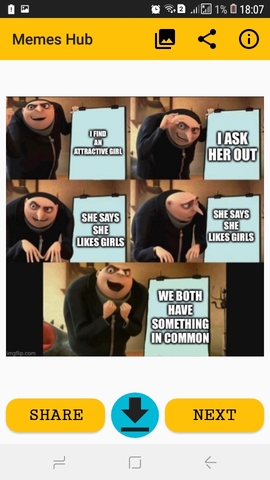 1% 18:07
Memes Hub
I FIND
AN
ATTRACTIVE GIRL
I ASK
HER OUT
SHE SAYS
SHE
LIKES GIRLS
SHE SAYS
SHE
LIKES GIRLS
WE BOTH
HAVE
SOMETHING
IN COMMON
imgflip.com
SHARE
NEXT